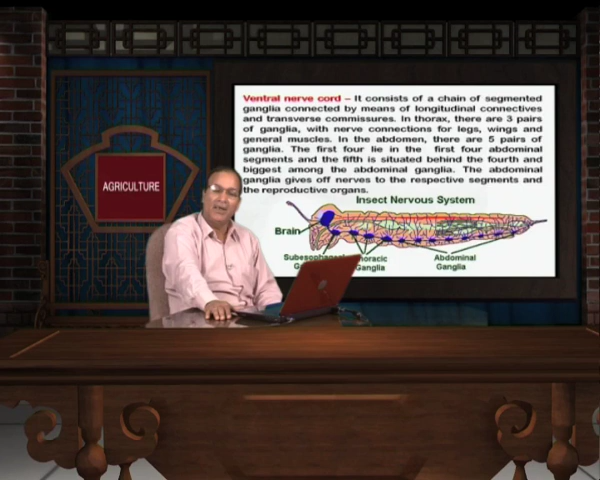 Ventral nerve cord – It consists of a chain of segmented
ganglia connected by means of longitudinal connectives
and transverse commissures. In thorax, there are 3 pairs
of ganglia, with nerve connections for legs, wings and
general muscles. In the abdomen, there are 5 pairs of
ganglia. The first four lie in the first four abdominal
segments and the fifth is situated behind the fourth and
biggest among the abdominal ganglia. The abdominal
ganglia gives off nerves to the respective segments and
the reproductive organs.
Insect Nervous System
Brain
Abdominal
Ganglia
Ganglia
AGRICULTURE